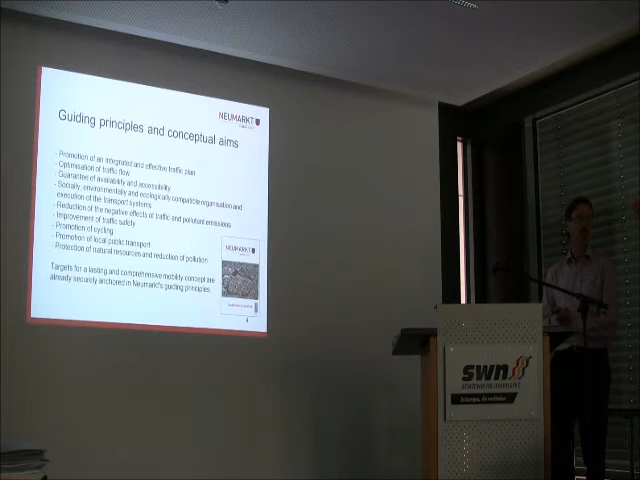 NEUMARKT
Guiding principles and conceptual aims
- Promotion of an integrated and effective traffic plan
- Optimisation of traffic flow
- Guarantee of availability and accessibility
- Socially, environmentally and ecologically compatible organisation and
execution of the transport systems
- Reduction of the negative effects of traffic and pollutant emissions
- Improvement of traffic safety
- Promotion of cycling
- Promotion of local public transport
- Protection of natural resources and reduction of pollution
Targets for a lasting and comprehensive mobility concept are
already securely anchored in Neumarkt's guiding principles.
NEUMARKT
4
swn
stadtwerke neumarkt